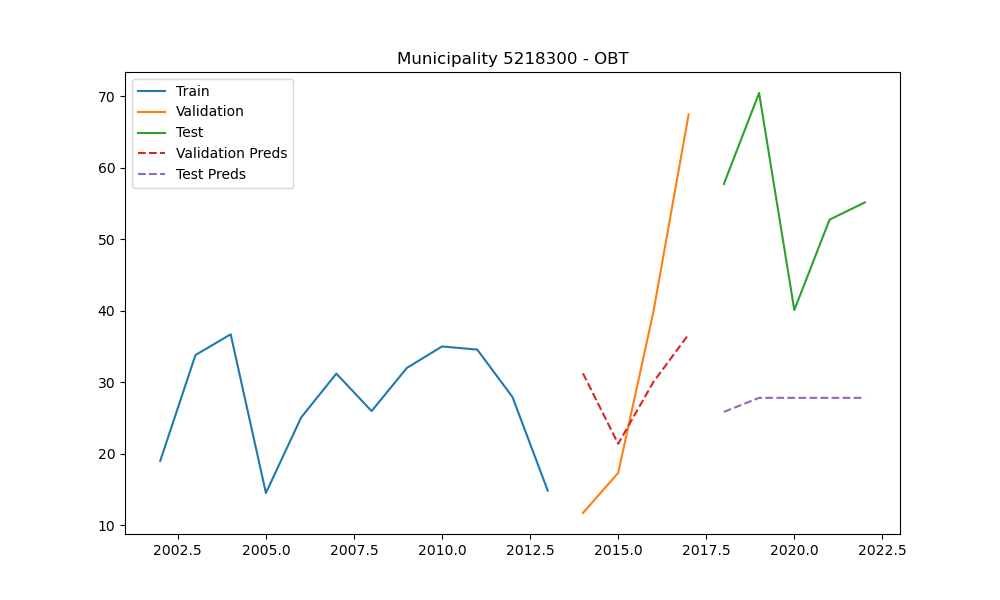 Municipality 5218300 - OBT
Train
Validation
Test
Validation Preds
Test Preds
70
60
50
40
30
20
10
2002.5 2005.0 2007.5 2010.0 2012.5 2015.0 2017.5 2020.0 2022.5